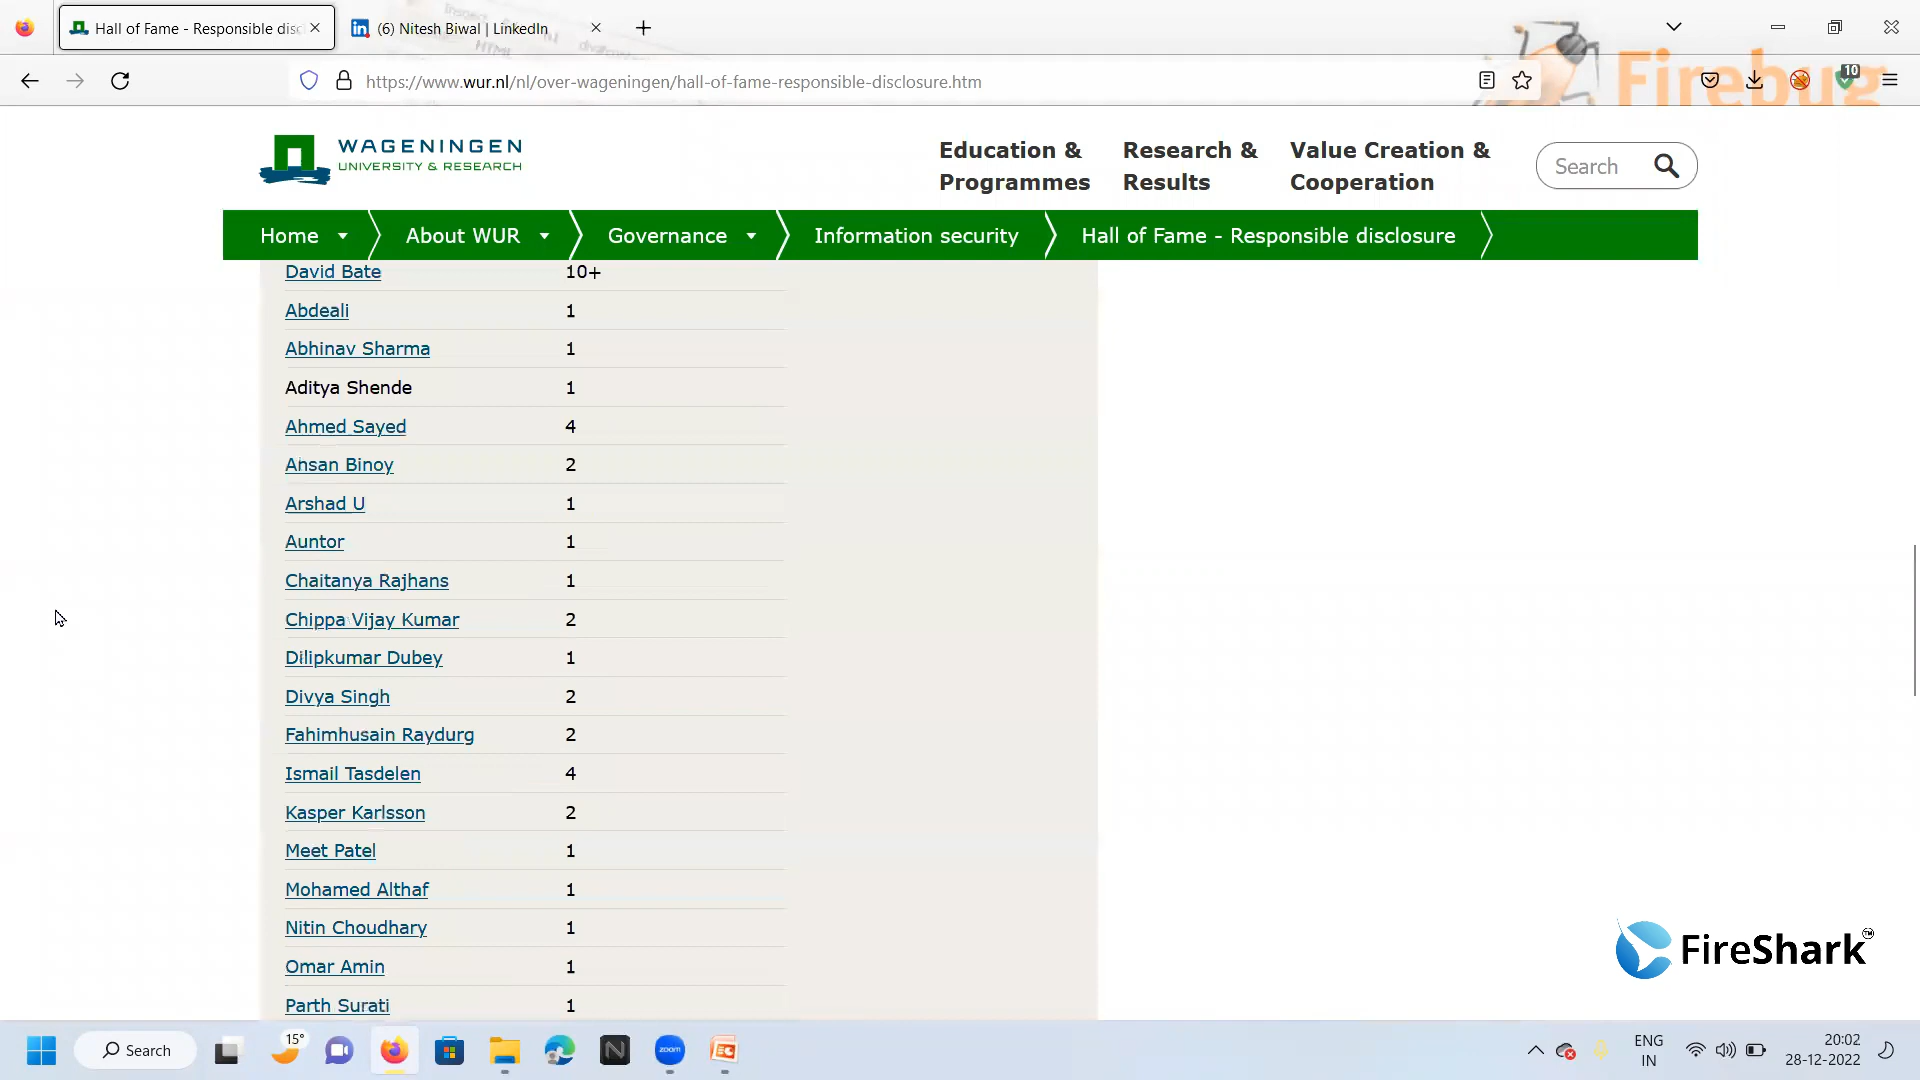 Hall of Fame - Responsible disc
(6) Nitesh Biwal | LinkedIn
https://www.wur.nl/nl/over-wageningen/hall-of-fame-responsible-disclosure.htm
Firebug
10
WAGENINGEN
UNIVERSITY & RESEARCH
Education &
Programmes
Research &
Results
Value Creation &
Cooperation
Search
Home
About WUR
Governance
Information security
Hall of Fame - Responsible disclosure
David Bate 10+
Abdeali 1
Abhinav Sharma 1
Aditya Shende 1
Ahmed Sayed 4
Ahsan Binoy 2
Arshad U 1
Auntor 1
Chaitanya Rajhans 1
Chippa Vijay Kumar 2
Dilipkumar Dubey 1
Divya Singh 2
Fahimhusain Raydurg 2
Ismail Tasdelen 4
Kasper Karlsson 2
Meet Patel 1
Mohamed Althaf 1
Nitin Choudhary 1
Omar Amin 1
Parth Surati 1
FireShark™
Search
15°
zoom
ENG
IN
20:02
28-12-2022